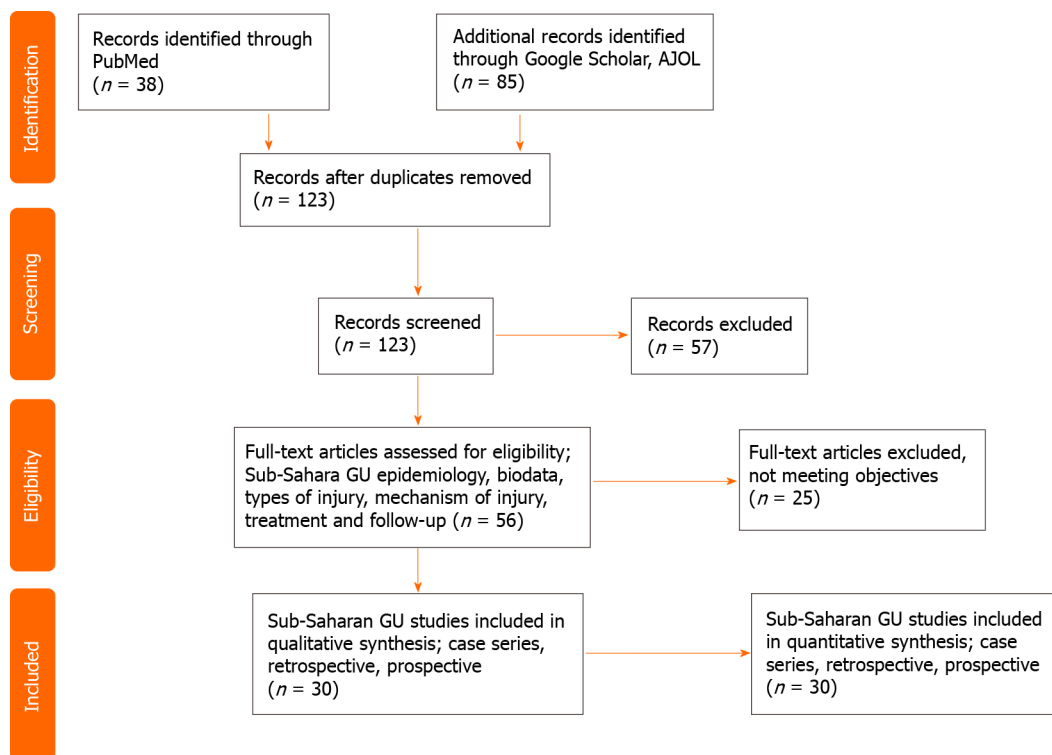 Identification
Records identified through
PubMed
(n = 38)
Additional records identified
through Google Scholar, AJOL
(n = 85)
Records after duplicates removed
(n = 123)
Screening
Records screened
(n = 123)
Records excluded
(n = 57)
Eligibility
Full-text articles assessed for eligibility;
Sub-Sahara GU epidemiology, biodata,
types of injury, mechanism of injury,
treatment and follow-up (n = 56)
Full-text articles excluded,
not meeting objectives
(n = 25)
Included
Sub-Saharan GU studies included in
qualitative synthesis; case series,
retrospective, prospective
(n = 30)
Sub-Saharan GU studies included
in quantitative synthesis; case
series, retrospective, prospective
(n = 30)